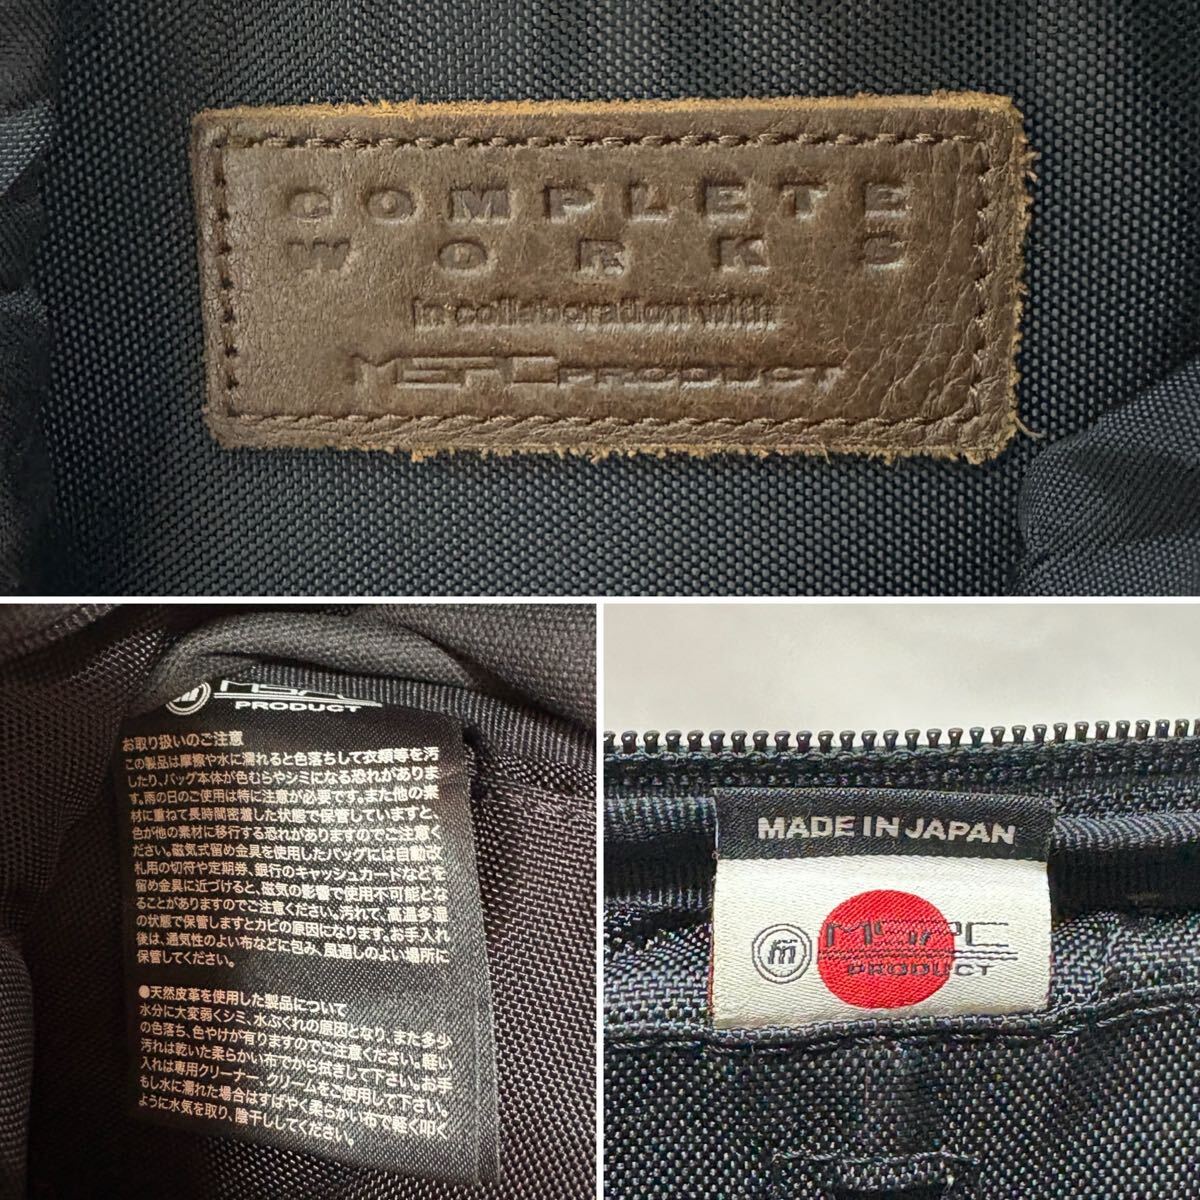 COMPLETE
WORKS
in collaboration with
MSPC PRODUCT
m MSPC
PRODUCT
お取り扱いのご注意
この製品は摩擦や水に濡れると色落ちして衣類等を汚
したり、バッグ本体が色むらやシミになる恐れがありま
す。雨の日のご使用は特に注意が必要です。また他の素
材に重ねて長時間密着した状態で保管していますと、
色が他の素材に移行する恐れがありますのでご注意く
ださい。磁気式留め金具を使用したバッグには自動改
札用の切符や定期券、銀行のキャッシュカードなどを
留め金具に近づけると、磁気の影響で使用不可能とな
ることがありますのでご注意ください。汚れて、高温多湿
の状態で保管しますとカビの原因になります。お手入れ
後は、通気性のよい布などに包み、風通しのよい場所に
保管してください。
●天然皮革を使用した製品について
水分に大変弱くシミ、水ぶくれの原因となり、また多少
の色落ち、色やけが有りますのでご注意ください。軽い
汚れは乾いた柔らかい布でから拭きして下さい。お手
入れは専用クリーナー、クリームをご使用して下さい。
もし水に濡れた場合はすばやく柔らかい布で軽く叩く
ように水気を取り、陰干ししてください。
MADE IN JAPAN
m MSPC
PRODUCT